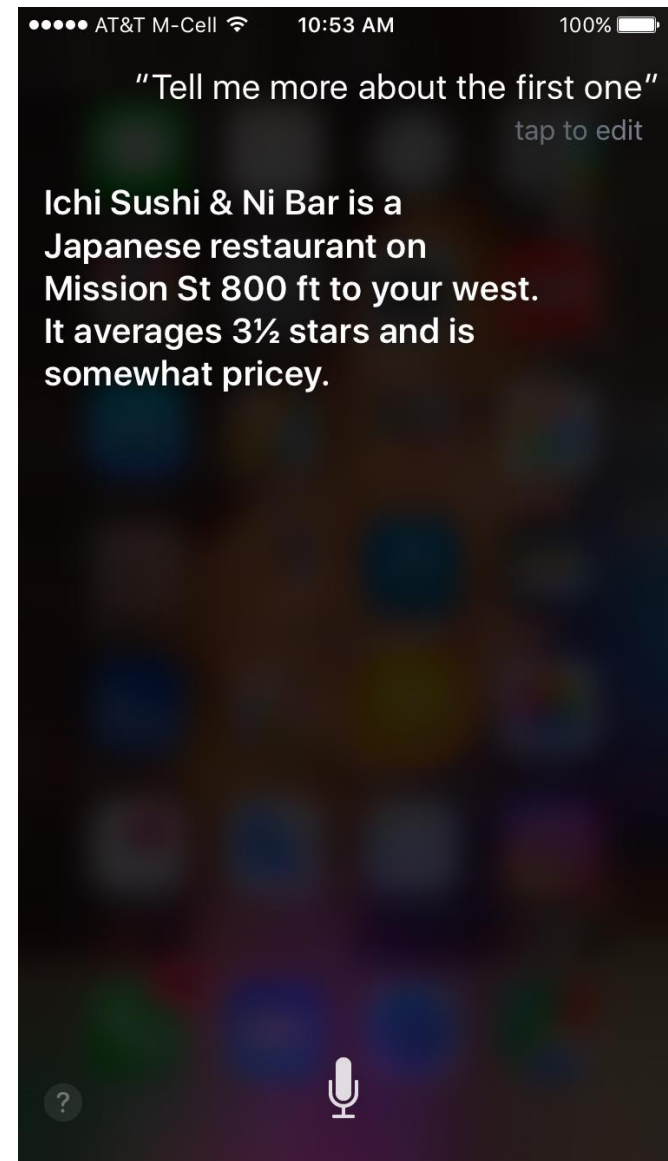 ●●●●● AT&T M-Cell 10:53 AM 100%
“Tell me more about the first one”
tap to edit
Ichi Sushi & Ni Bar is a
Japanese restaurant on
Mission St 800 ft to your west.
It averages 3½ stars and is
somewhat pricey.
?